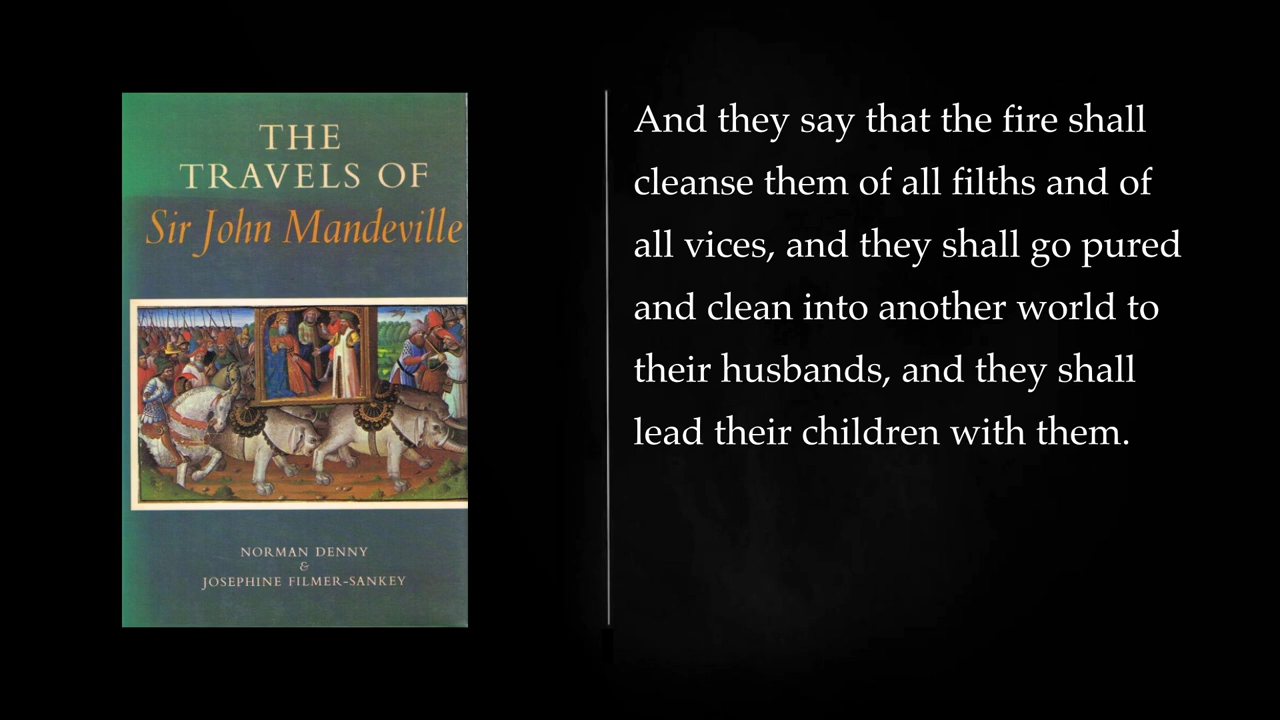 THE
TRAVELS OF
Sir John Mandeville
NORMAN DENNY
&
JOSEPHINE FILMER-SANKEY
And they say that the fire shall
cleanse them of all filths and of
all vices, and they shall go pured
and clean into another world to
their husbands, and they shall
lead their children with them.